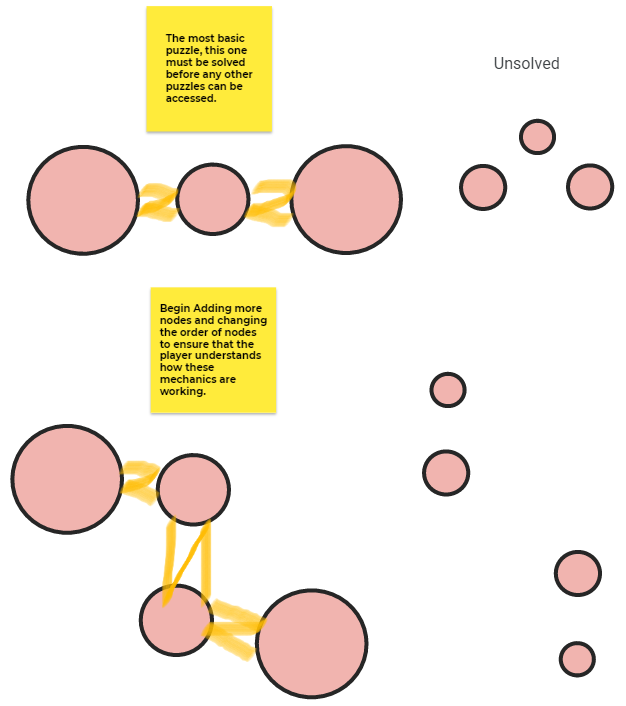 The most basic
puzzle, this one
must be solved
before any other
puzzles can be
accessed.
Unsolved
Begin Adding more
nodes and changing
the order of nodes
to ensure that the
player understands
how these
mechanics are
working.